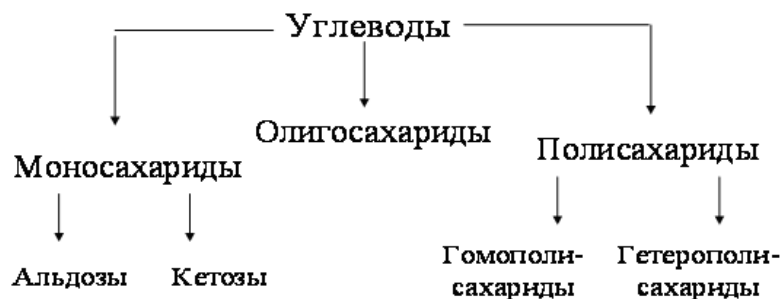 Углеводы
Олигосахариды
Моносахариды
Полисахариды
Альдозы
Кетозы
Гомополи-
сахариды
Гетерополи-
сахариды